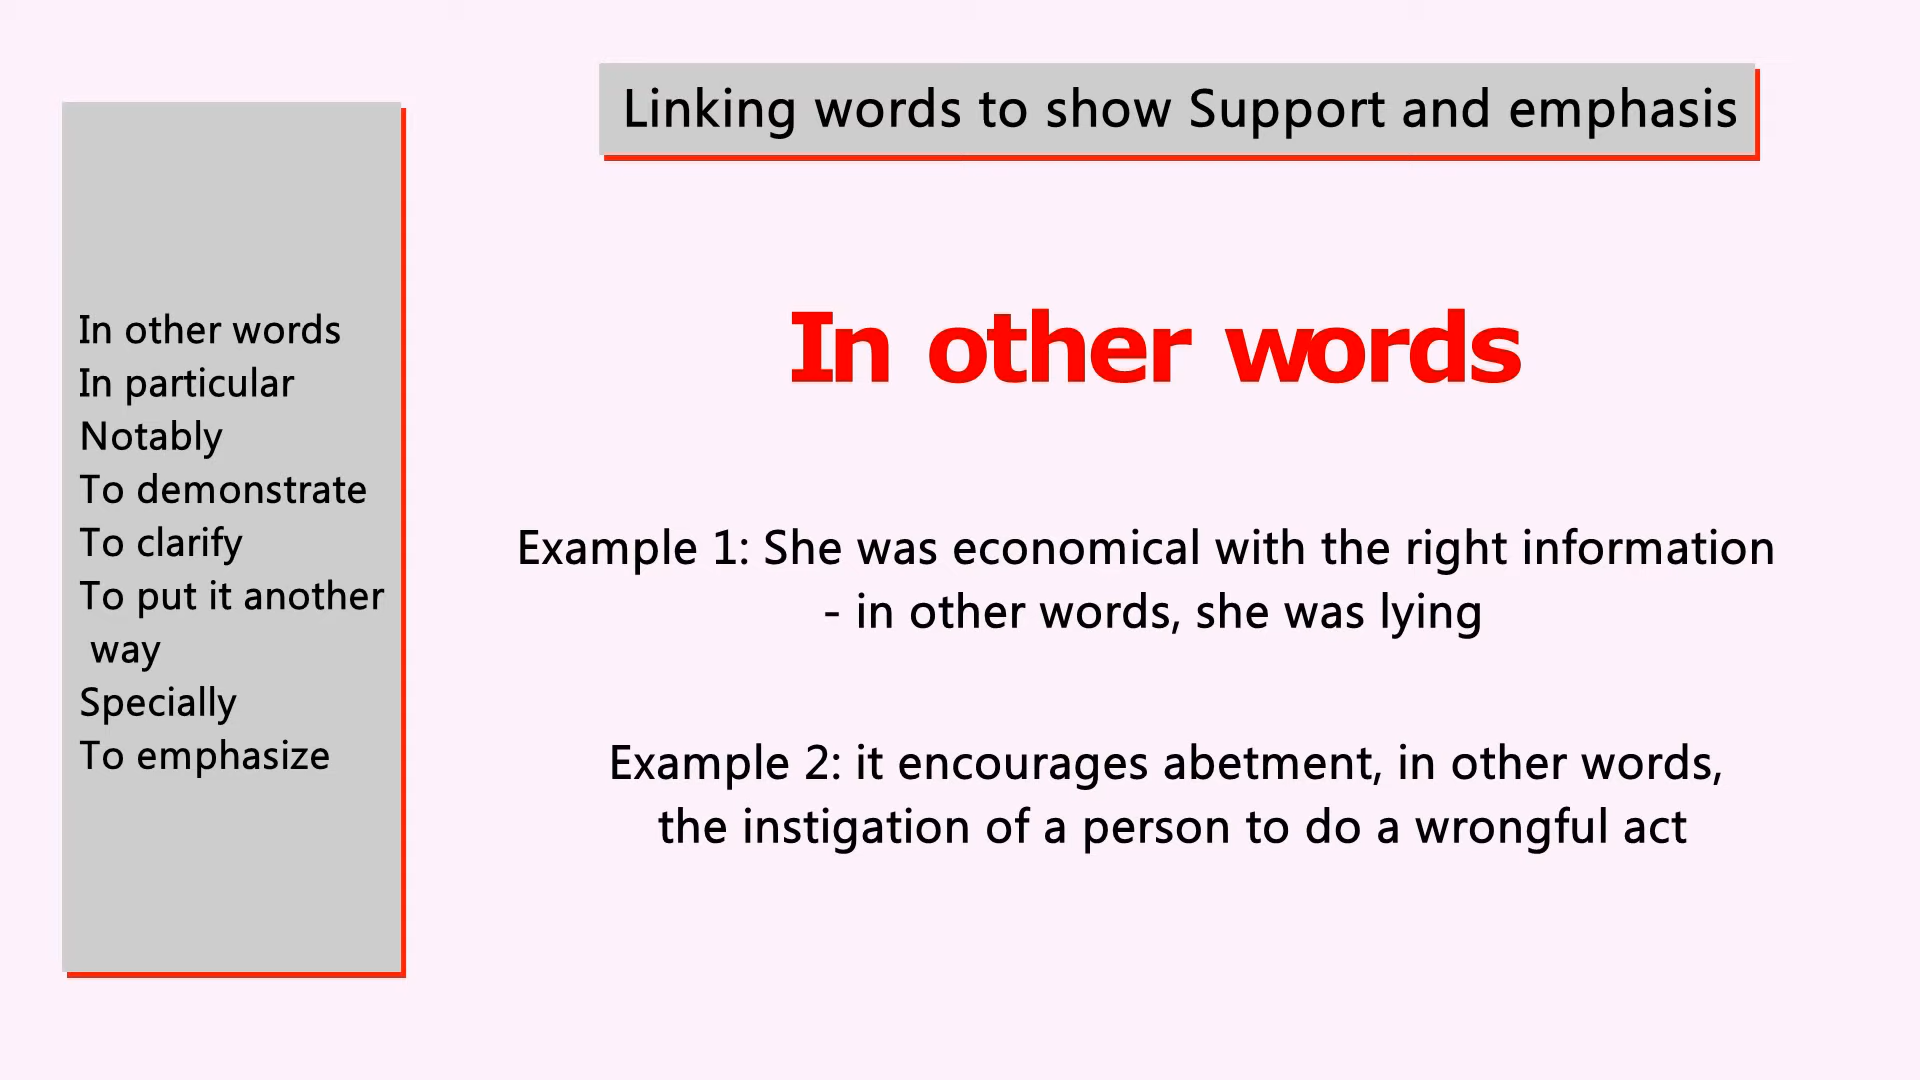 Linking words to show Support and emphasis
In other words
In particular
Notably
To demonstrate
To clarify
To put it another
way
Specially
To emphasize
In other words
Example 1: She was economical with the right information
- in other words, she was lying
Example 2: it encourages abetment, in other words,
the instigation of a person to do a wrongful act